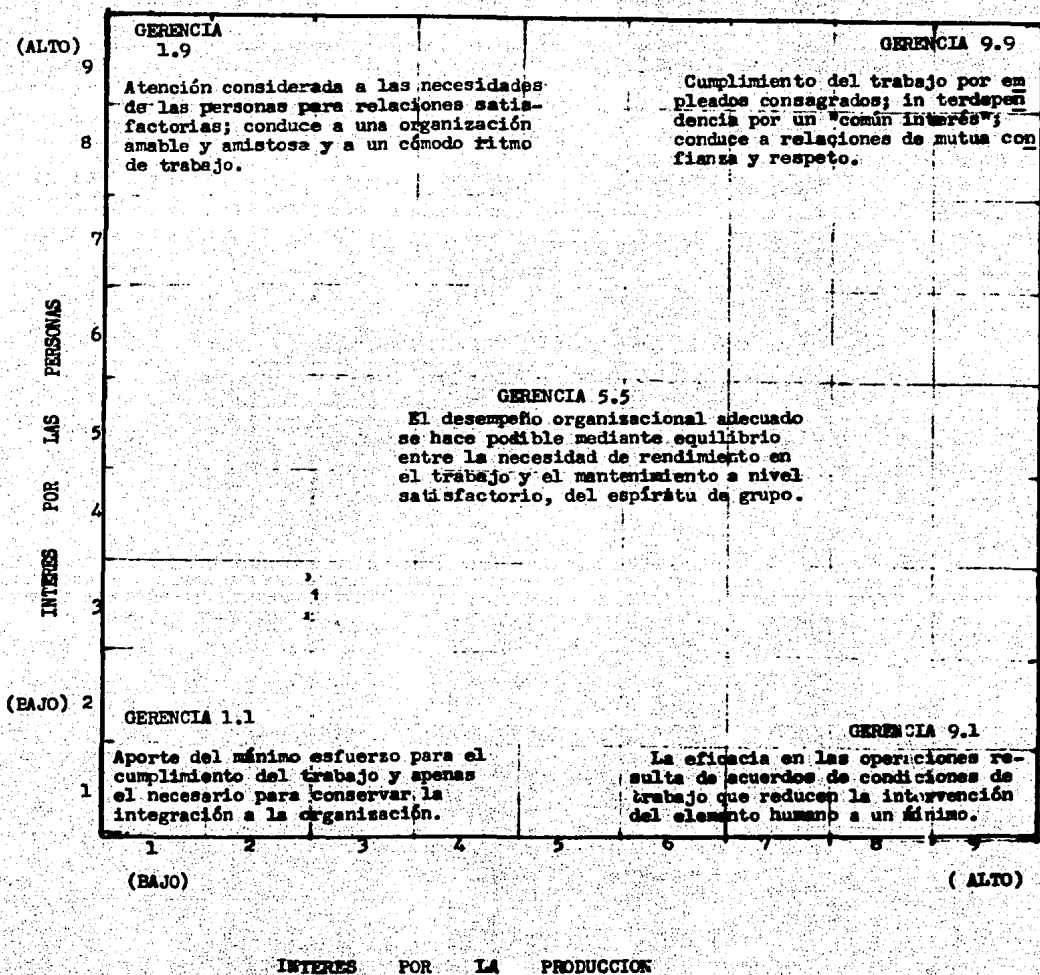 GERENCIA
1.9
(ALTO)
9
Atención considerada a las necesidades
de las personas para relaciones satis-
factorias; conduce a una organización
amable y amistosa y a un cómodo ritmo
de trabajo.
8
GERENCIA 9.9
Cumplimiento del trabajo por em
pleados consagrados; in terdepen
dencia por un "común interés";
conduce a relaciones de mutua con
fianza y respeto.
7
6
INTERES POR LAS PERSONAS
GERENCIA 5.5
El desempeño organizacional adecuado
se hace posible mediante equilibrio
entre la necesidad de rendimiento en
el trabajo y el mantenimiento a nivel
satisfactorio, del espíritu de grupo.
5
4
3
(BAJO) 2
GERENCIA 1.1
Aporte del mínimo esfuerzo para el
cumplimiento del trabajo y apenas
el necesario para conservar la
integración a la organisación.
1
GERENCIA 9.1
La eficacia en las operaciones re-
sulta de acuerdos de condiciones de
trabajo que reducen la intervención
del elemento humano a un mínimo.
1 2 3 4 5 6 7 8 9
(BAJO) ( ALTO)
INTERES POR LA PRODUCCION